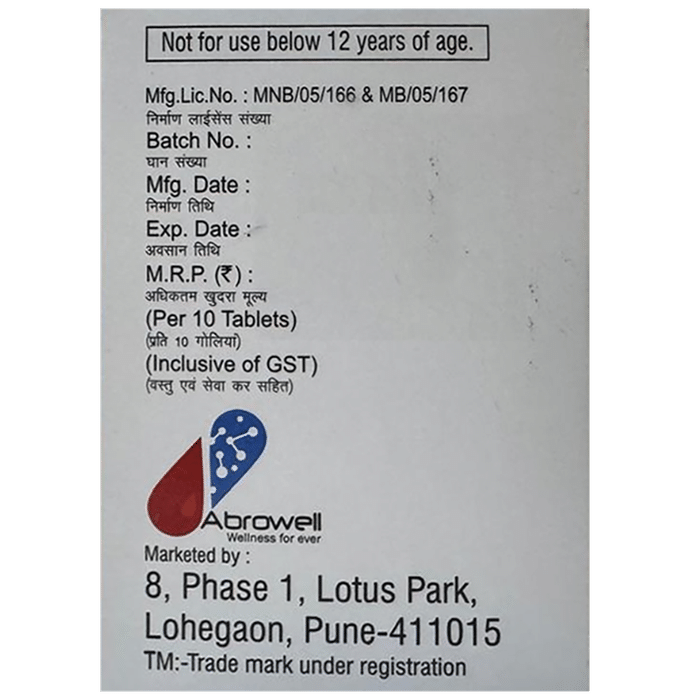 Not for use below 12 years of age.
Mfg.Lic.No. : MNB/05/166 & MB/05/167
निर्माण लाईसेंस संख्या
Batch No. :
घान संख्या
Mfg. Date :
निर्माण तिथि
Exp. Date :
अवसान तिथि
M.R.P. (₹) :
अधिकतम खुदरा मूल्य
(Per 10 Tablets)
(प्रति 10 गोलियां)
(Inclusive of GST)
(वस्तु एवं सेवा कर सहित)
Abrowell
Wellness for ever
Marketed by :
8, Phase 1, Lotus Park,
Lohegaon, Pune-411015
TM:-Trade mark under registration